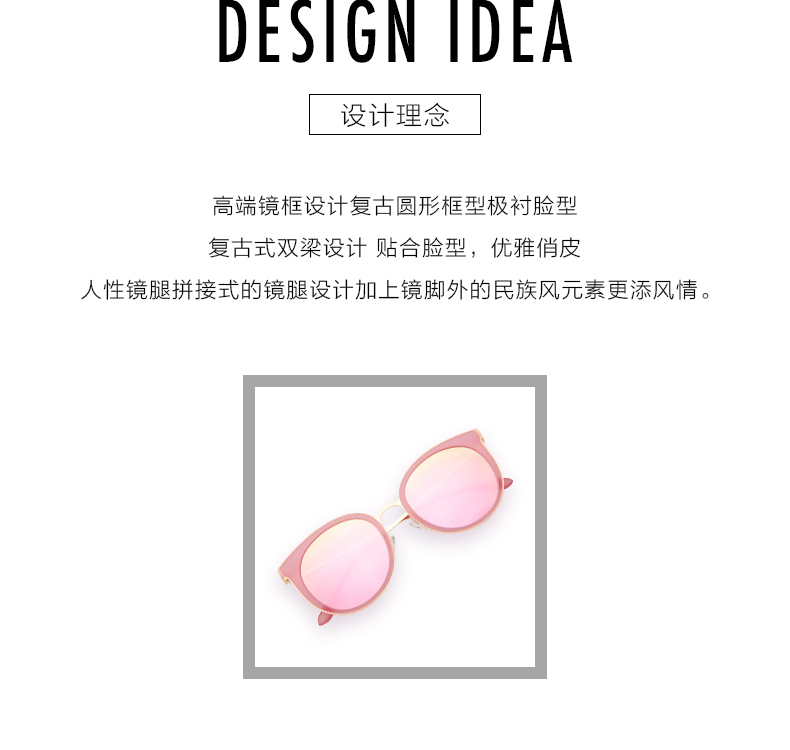 DESIGN IDEA
设计理念
高端镜框设计复古圆形框型极衬脸型
复古式双梁设计 贴合脸型，优雅俏皮
人性镜腿拼接式的镜腿设计加上镜脚外的民族风元素更添风情。